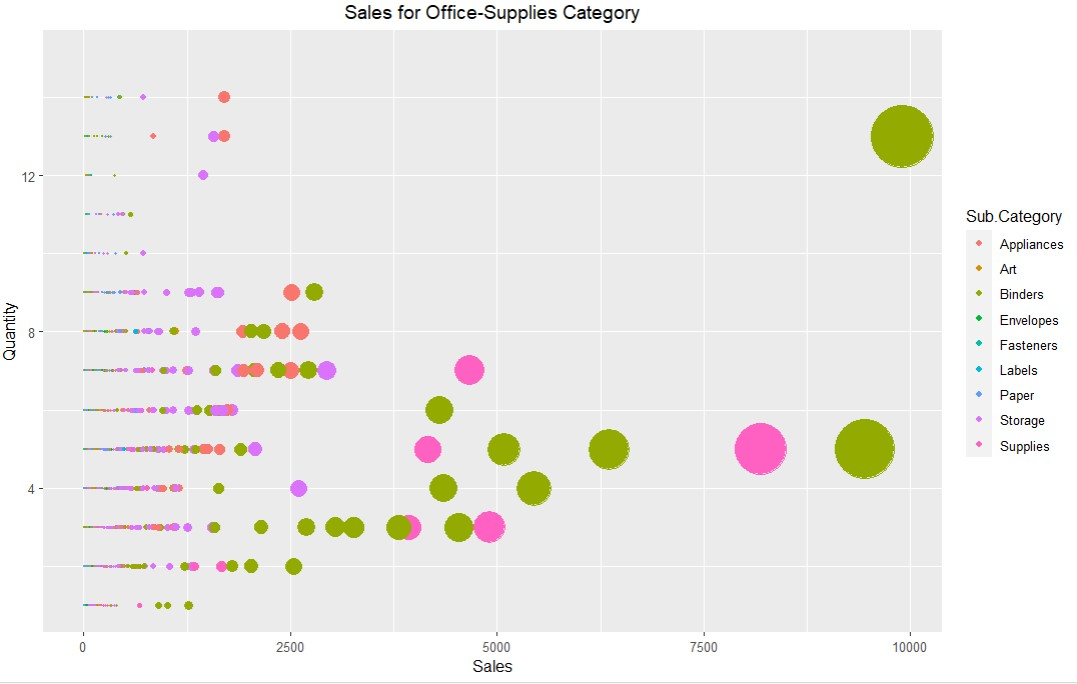 Sales for Office-Supplies Category
Quantity
12
8
4
0
2500
5000
7500
10000
Sales
Sub.Category
Appliances
Art
Binders
Envelopes
Fasteners
Labels
Paper
Storage
Supplies